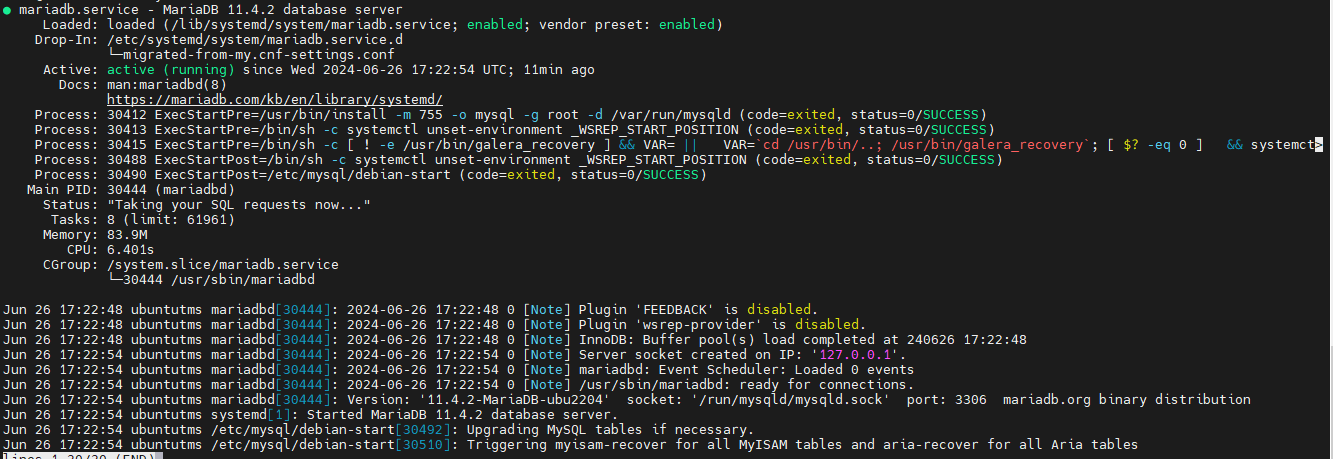 ● mariadb.service - MariaDB 11.4.2 database server
Loaded: loaded (/lib/systemd/system/mariadb.service; enabled; vendor preset: enabled)
Drop-In: /etc/systemd/system/mariadb.service.d
└─migrated-from-my.cnf-settings.conf
Active: active (running) since Wed 2024-06-26 17:22:54 UTC; 11min ago
Docs: man:mariadbd(8)
https://mariadb.com/kb/en/library/systemd/
Process: 30412 ExecStartPre=/usr/bin/install -m 755 -o mysql -g root -d /var/run/mysqld (code=exited, status=0/SUCCESS)
Process: 30413 ExecStartPre=/bin/sh -c systemctl unset-environment _WSREP_START_POSITION (code=exited, status=0/SUCCESS)
Process: 30415 ExecStartPre=/bin/sh -c [ ! -e /usr/bin/galera_recovery ] && VAR= || VAR=`cd /usr/bin/..; /usr/bin/galera_recovery`; [ $? -eq 0 ] && systemct>
Process: 30488 ExecStartPost=/bin/sh -c systemctl unset-environment _WSREP_START_POSITION (code=exited, status=0/SUCCESS)
Process: 30490 ExecStartPost=/etc/mysql/debian-start (code=exited, status=0/SUCCESS)
Main PID: 30444 (mariadbd)
Status: "Taking your SQL requests now..."
Tasks: 8 (limit: 61961)
Memory: 83.9M
CPU: 6.401s
CGroup: /system.slice/mariadb.service
└─30444 /usr/sbin/mariadbd
Jun 26 17:22:48 ubuntutms mariadbd[30444]: 2024-06-26 17:22:48 0 [Note] Plugin 'FEEDBACK' is disabled.
Jun 26 17:22:48 ubuntutms mariadbd[30444]: 2024-06-26 17:22:48 0 [Note] Plugin 'wsrep-provider' is disabled.
Jun 26 17:22:48 ubuntutms mariadbd[30444]: 2024-06-26 17:22:48 0 [Note] InnoDB: Buffer pool(s) load completed at 240626 17:22:48
Jun 26 17:22:54 ubuntutms mariadbd[30444]: 2024-06-26 17:22:54 0 [Note] Server socket created on IP: '127.0.0.1'.
Jun 26 17:22:54 ubuntutms mariadbd[30444]: 2024-06-26 17:22:54 0 [Note] mariadbd: Event Scheduler: Loaded 0 events
Jun 26 17:22:54 ubuntutms mariadbd[30444]: 2024-06-26 17:22:54 0 [Note] /usr/sbin/mariadbd: ready for connections.
Jun 26 17:22:54 ubuntutms mariadbd[30444]: Version: '11.4.2-MariaDB-ubu2204' socket: '/run/mysqld/mysqld.sock' port: 3306 mariadb.org binary distribution
Jun 26 17:22:54 ubuntutms systemd[1]: Started MariaDB 11.4.2 database server.
Jun 26 17:22:54 ubuntutms /etc/mysql/debian-start[30492]: Upgrading MySQL tables if necessary.
Jun 26 17:22:54 ubuntutms /etc/mysql/debian-start[30510]: Triggering myisam-recover for all MyISAM tables and aria-recover for all Aria tables
lines 1-30/30 (END)